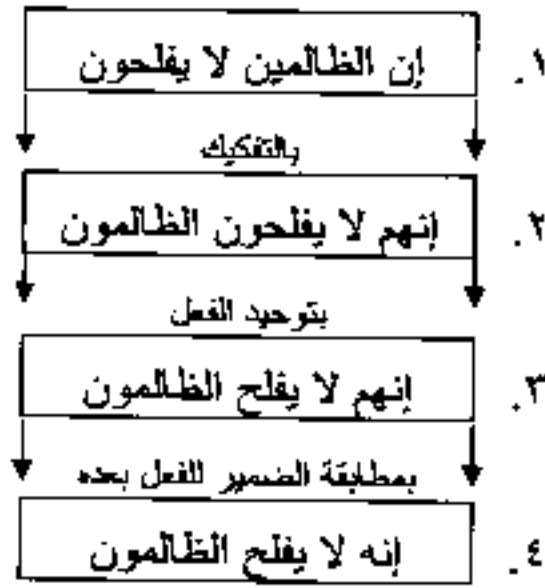 ١. إن الظالمين لا يفلحون
بالتفكيك
٢. إنهم لا يفلحون الظالمون
بتوحيد الفعل
٣. إنهم لا يفلح الظالمون
بمطابقة الضمير للفعل بعده
٤. إنه لا يفلح الظالمون